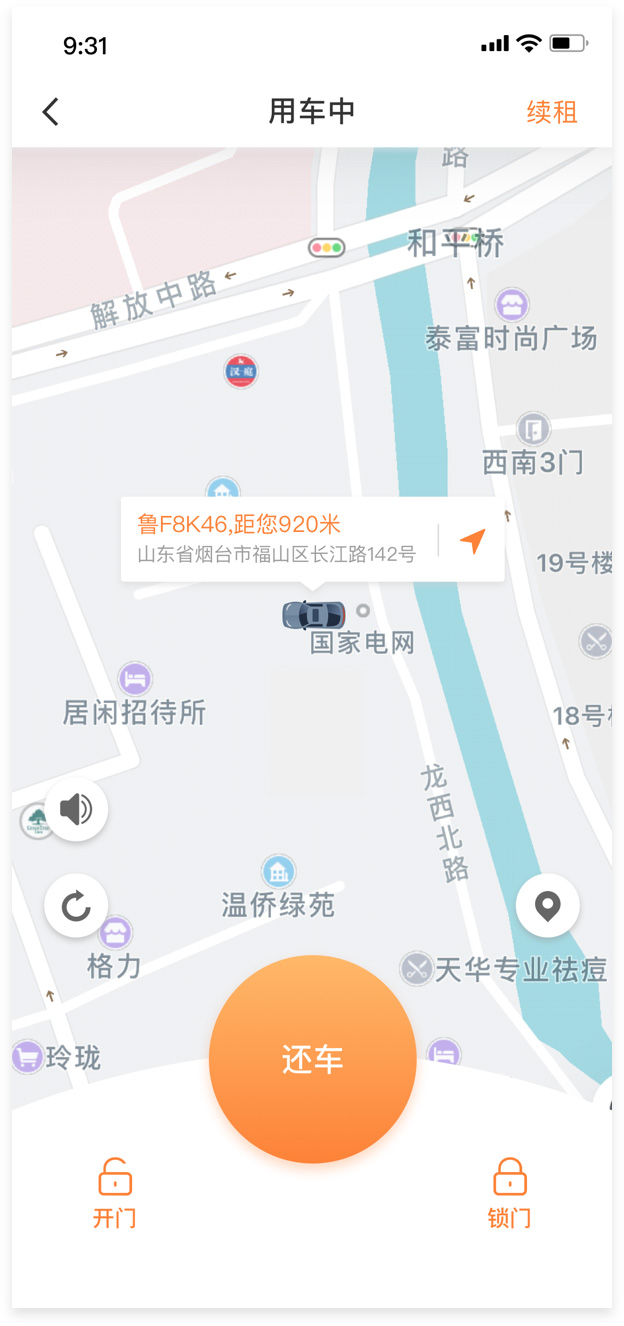 9:31
用车中
续租
路
和平桥
解放中路
泰富时尚广场
汉·庭
西南3门
鲁F8K46,距您920米
山东省烟台市福山区长江路142号
19号楼
国家电网
居闲招待所
18号
龙西北路
温侨绿苑
格力
天华专业祛痘
玲珑
还车
开门
锁门